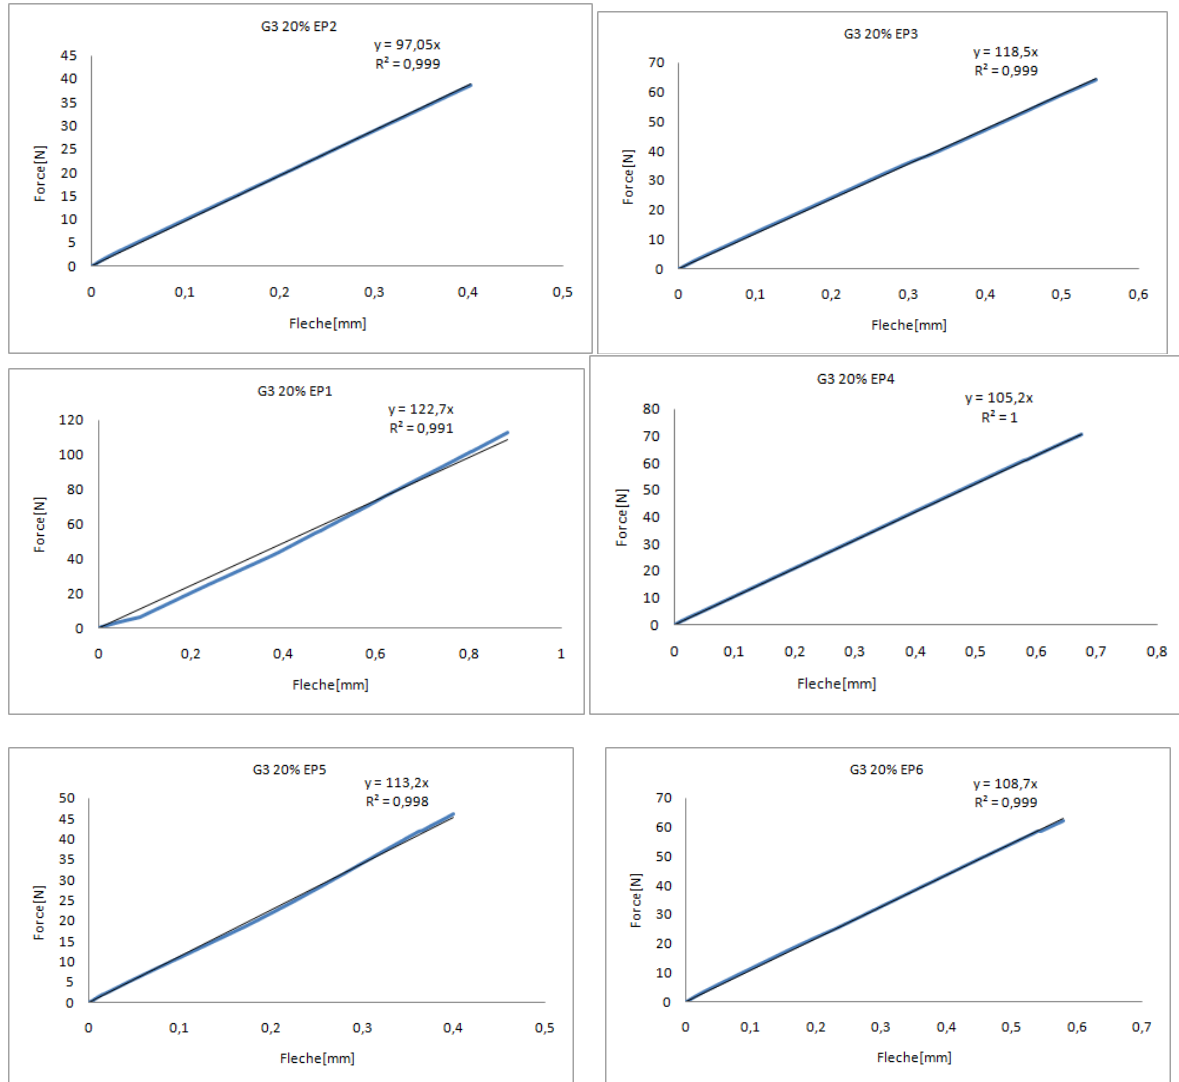 G3 20% EP2
y = 97,05x
R² = 0,999
45
40
35
30
25
20
15
10
5
0
Force[N]
0 0,1 0,2 0,3 0,4 0,5
Fleche[mm]
G3 20% EP3
y = 118,5x
R² = 0,999
70
60
50
40
30
20
10
0
Force[N]
0 0,1 0,2 0,3 0,4 0,5 0,6
Fleche[mm]
G3 20% EP1
y = 122,7x
R² = 0,991
120
100
80
60
40
20
0
Force[N]
0 0,2 0,4 0,6 0,8 1
Fleche[mm]
G3 20% EP4
y = 105,2x
R² = 1
80
70
60
50
40
30
20
10
0
Force[N]
0 0,1 0,2 0,3 0,4 0,5 0,6 0,7 0,8
Fleche[mm]
G3 20% EP5
y = 113,2x
R² = 0,998
50
45
40
35
30
25
20
15
10
5
0
Force[N]
0 0,1 0,2 0,3 0,4 0,5
Fleche[mm]
G3 20% EP6
y = 108,7x
R² = 0,999
70
60
50
40
30
20
10
0
Force[N]
0 0,1 0,2 0,3 0,4 0,5 0,6 0,7
Fleche[mm]